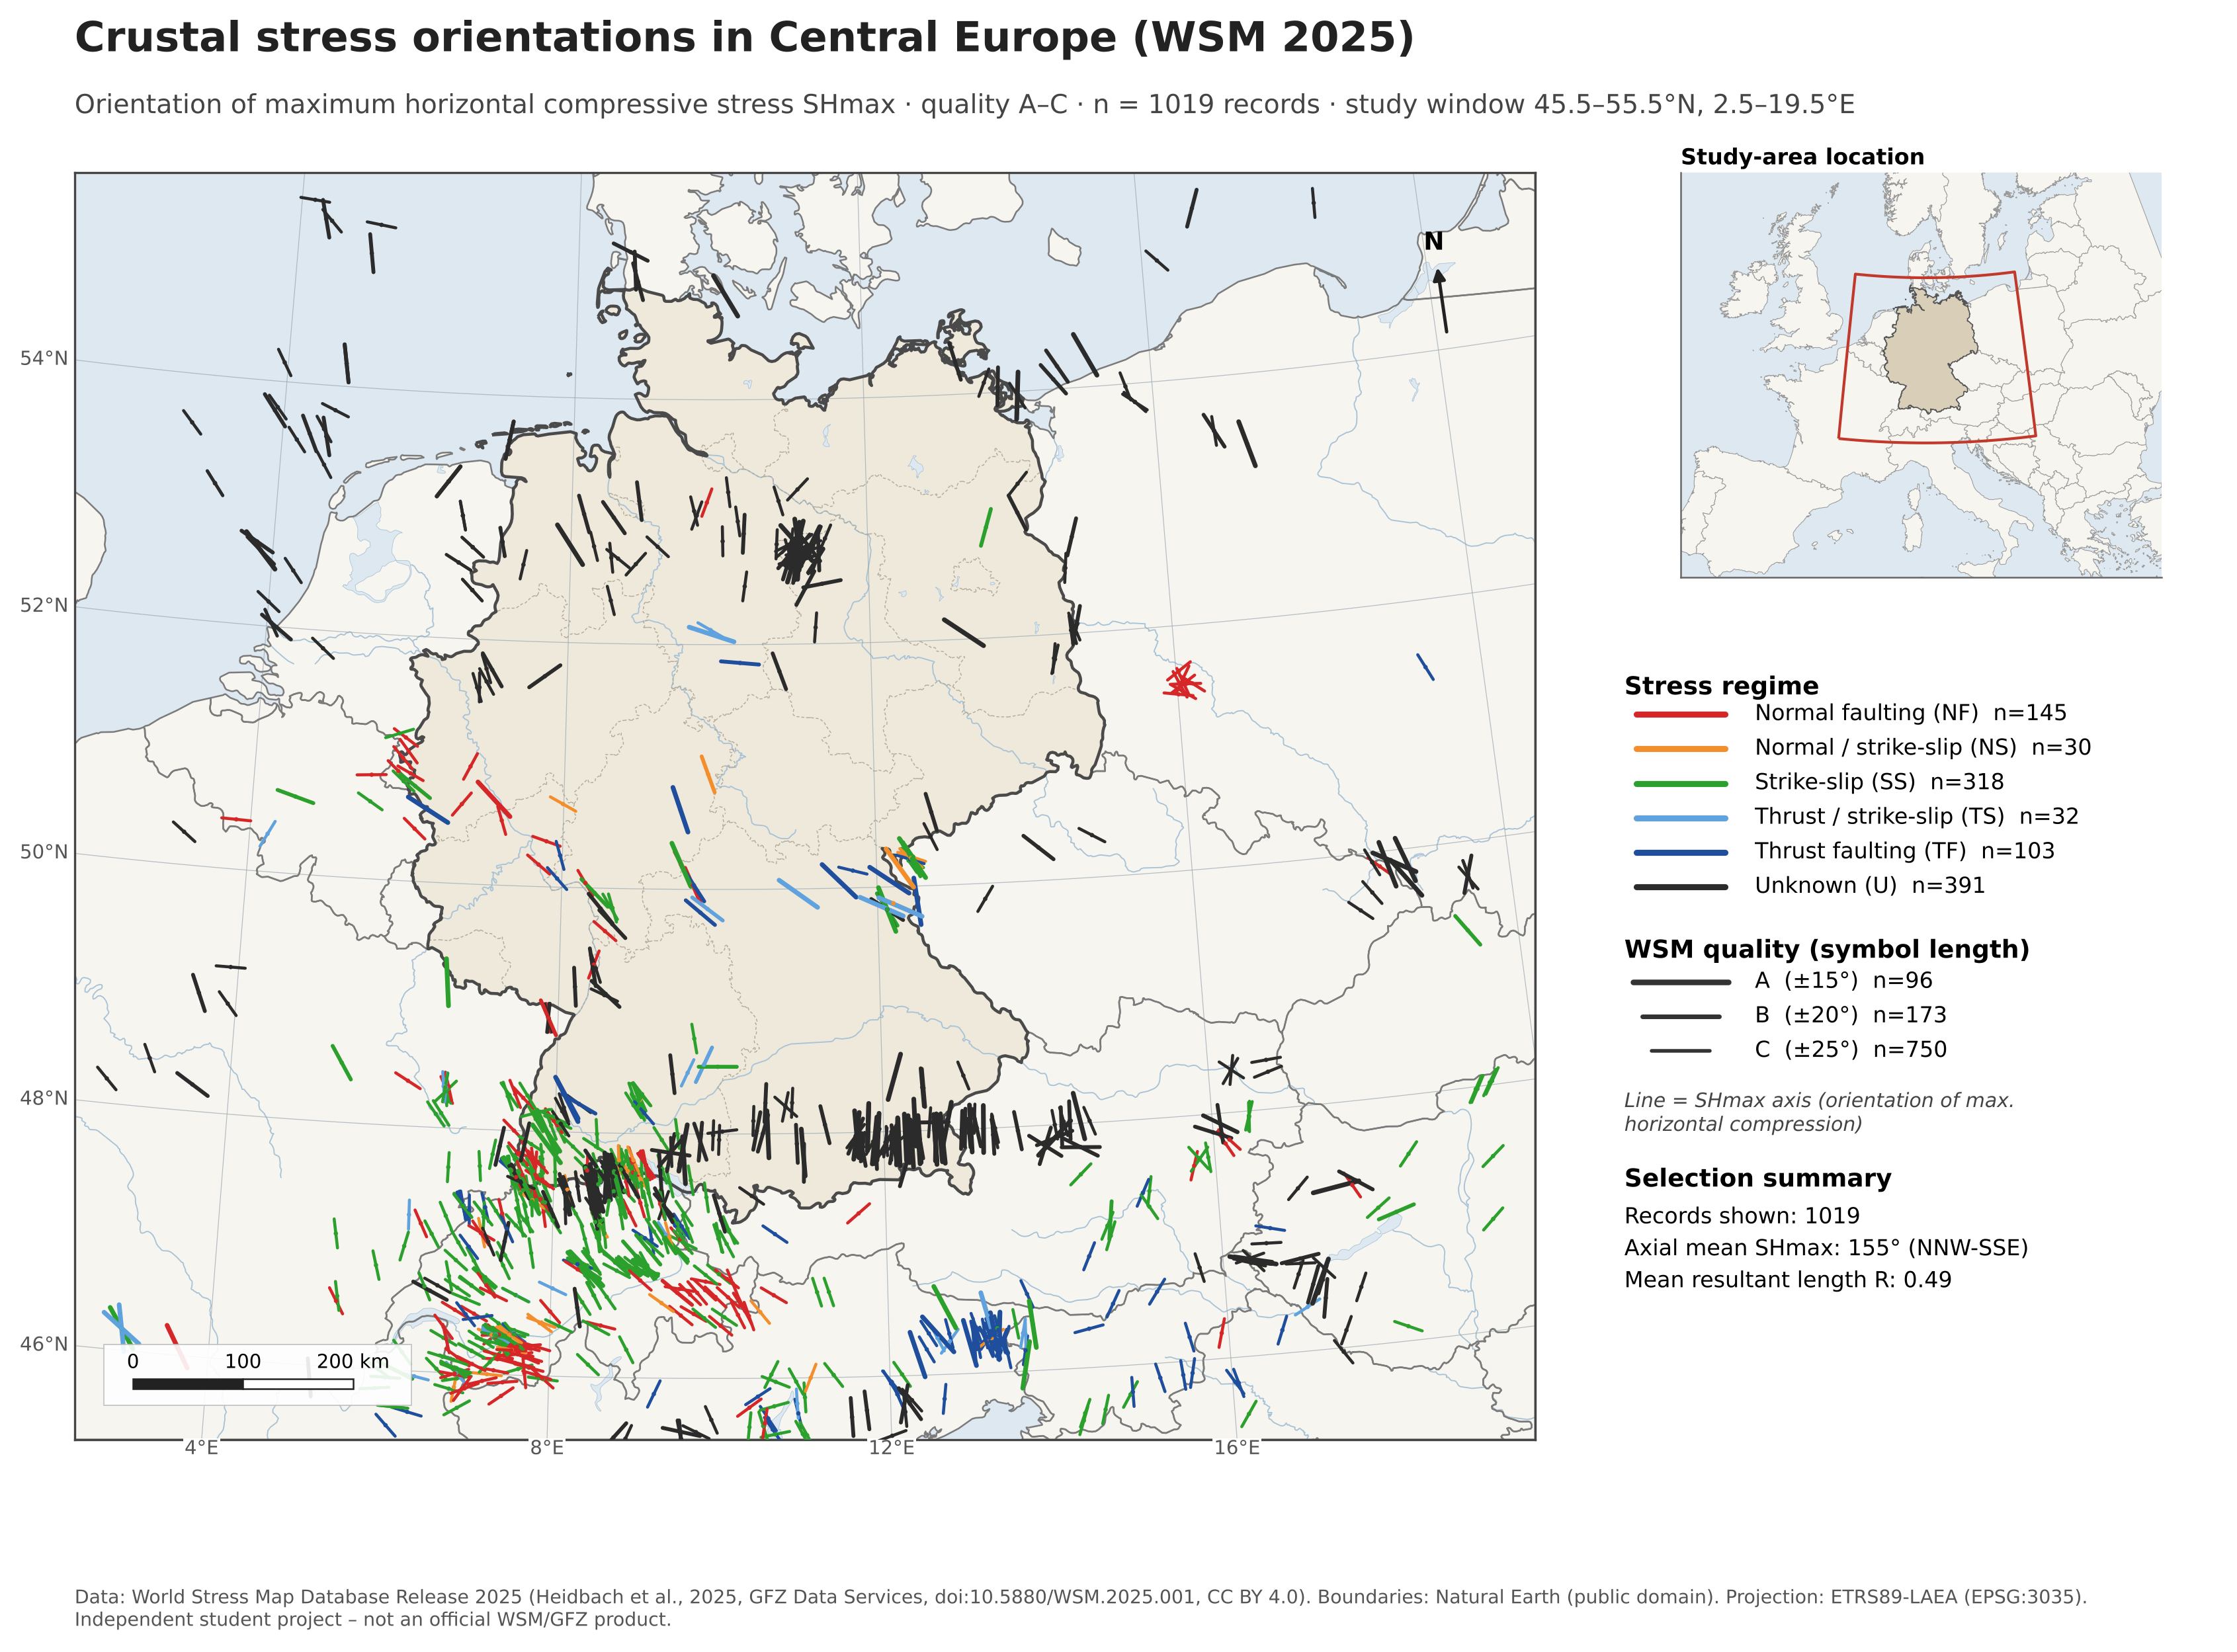 Crustal stress orientations in Central Europe (WSM 2025)
Orientation of maximum horizontal compressive stress SHmax · quality A–C · n = 1019 records · study window 45.5–55.5°N, 2.5–19.5°E
Study-area location
N
54°N
52°N
50°N
48°N
46°N
4°E
8°E
12°E
16°E
0 100 200 km
Stress regime
Normal faulting (NF) n=145
Normal / strike-slip (NS) n=30
Strike-slip (SS) n=318
Thrust / strike-slip (TS) n=32
Thrust faulting (TF) n=103
Unknown (U) n=391
WSM quality (symbol length)
A (±15°) n=96
B (±20°) n=173
C (±25°) n=750
Line = SHmax axis (orientation of max.
horizontal compression)
Selection summary
Records shown: 1019
Axial mean SHmax: 155° (NNW-SSE)
Mean resultant length R: 0.49
Data: World Stress Map Database Release 2025 (Heidbach et al., 2025, GFZ Data Services, doi:10.5880/WSM.2025.001, CC BY 4.0). Boundaries: Natural Earth (public domain). Projection: ETRS89-LAEA (EPSG:3035).
Independent student project – not an official WSM/GFZ product.